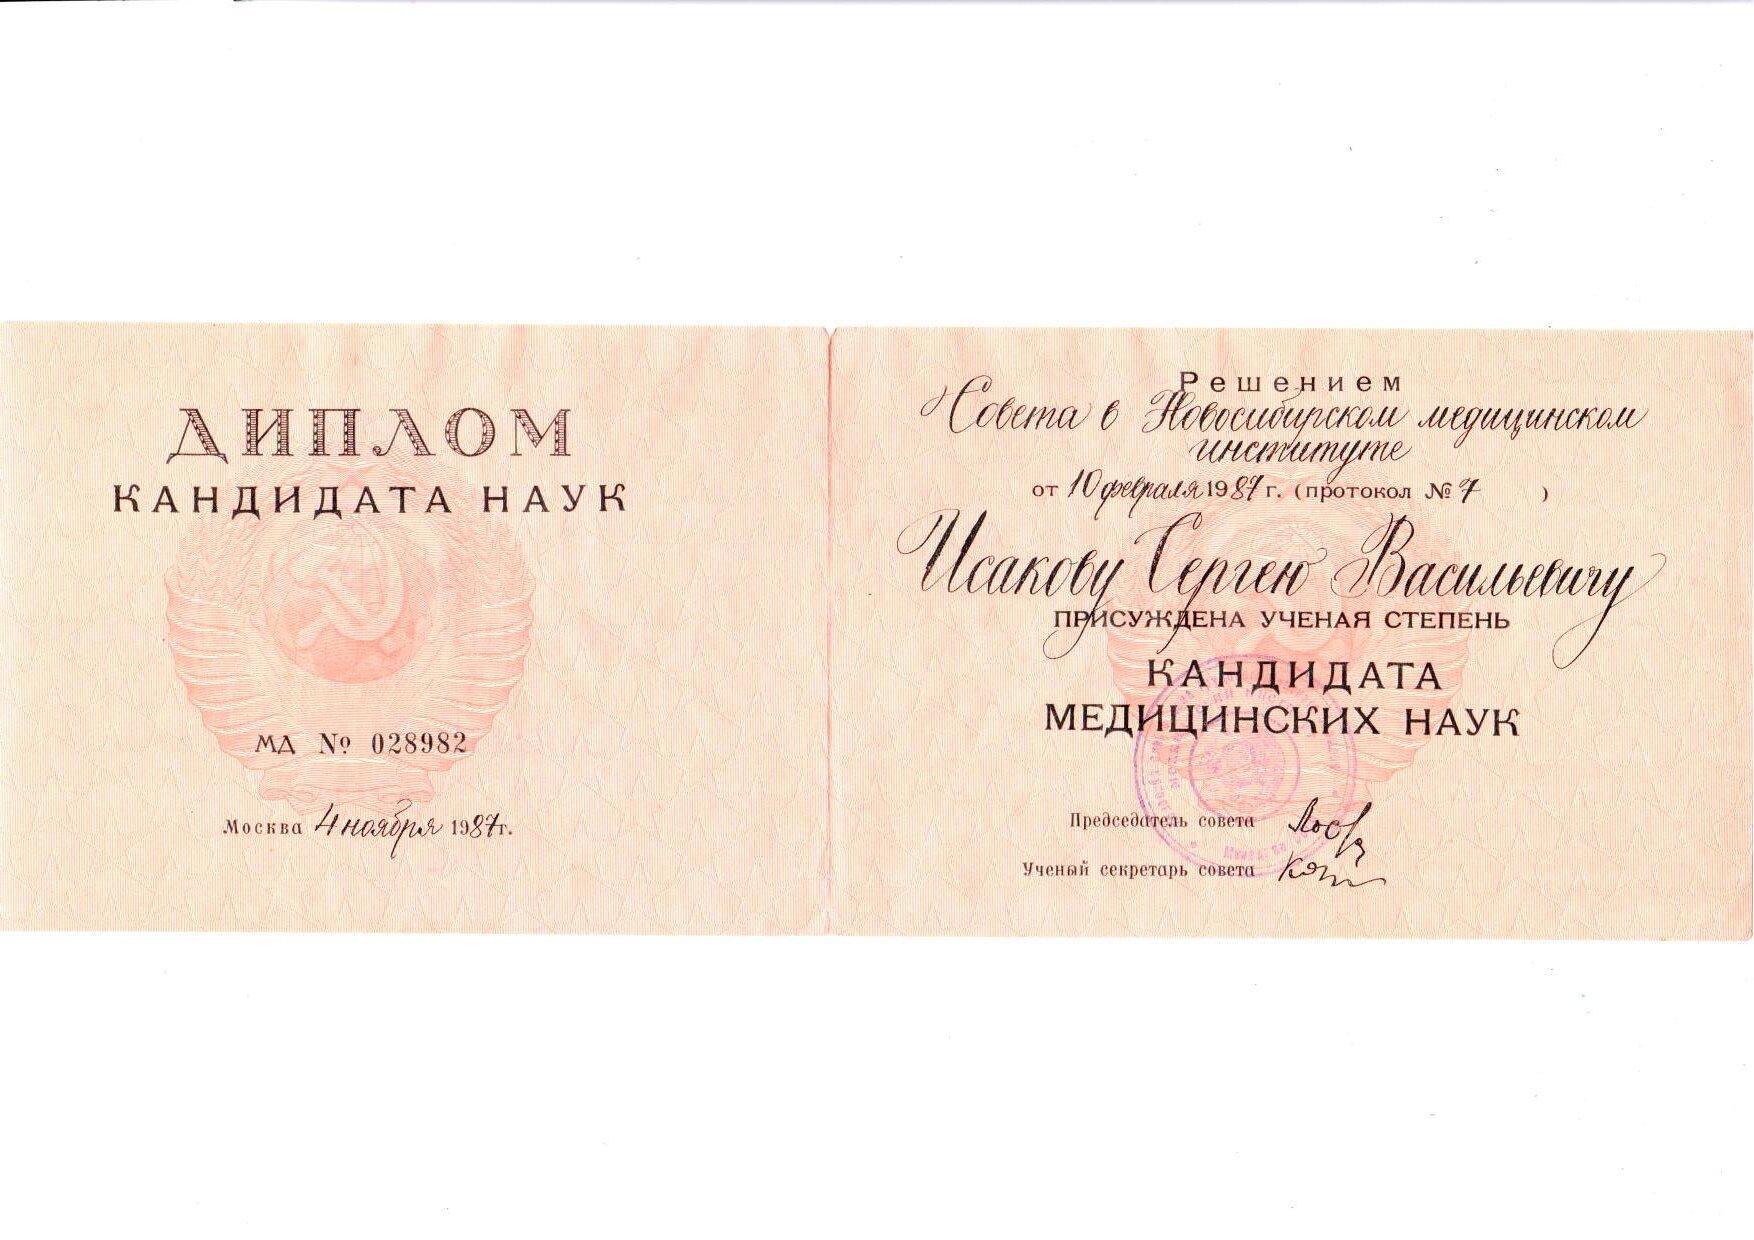 ДИПЛОМ
КАНДИДАТА НАУК
МД № 028982
Москва 4 ноября 1987г.
Решением
Совета в Новосибирском медицинском
институте
от 10 февраля 1987 г. (протокол № 7 )
Исакову Сергею Васильевичу
ПРИСУЖДЕНА УЧЕНАЯ СТЕПЕНЬ
КАНДИДАТА
МЕДИЦИНСКИХ НАУК
Председатель совета
Ученый секретарь совета